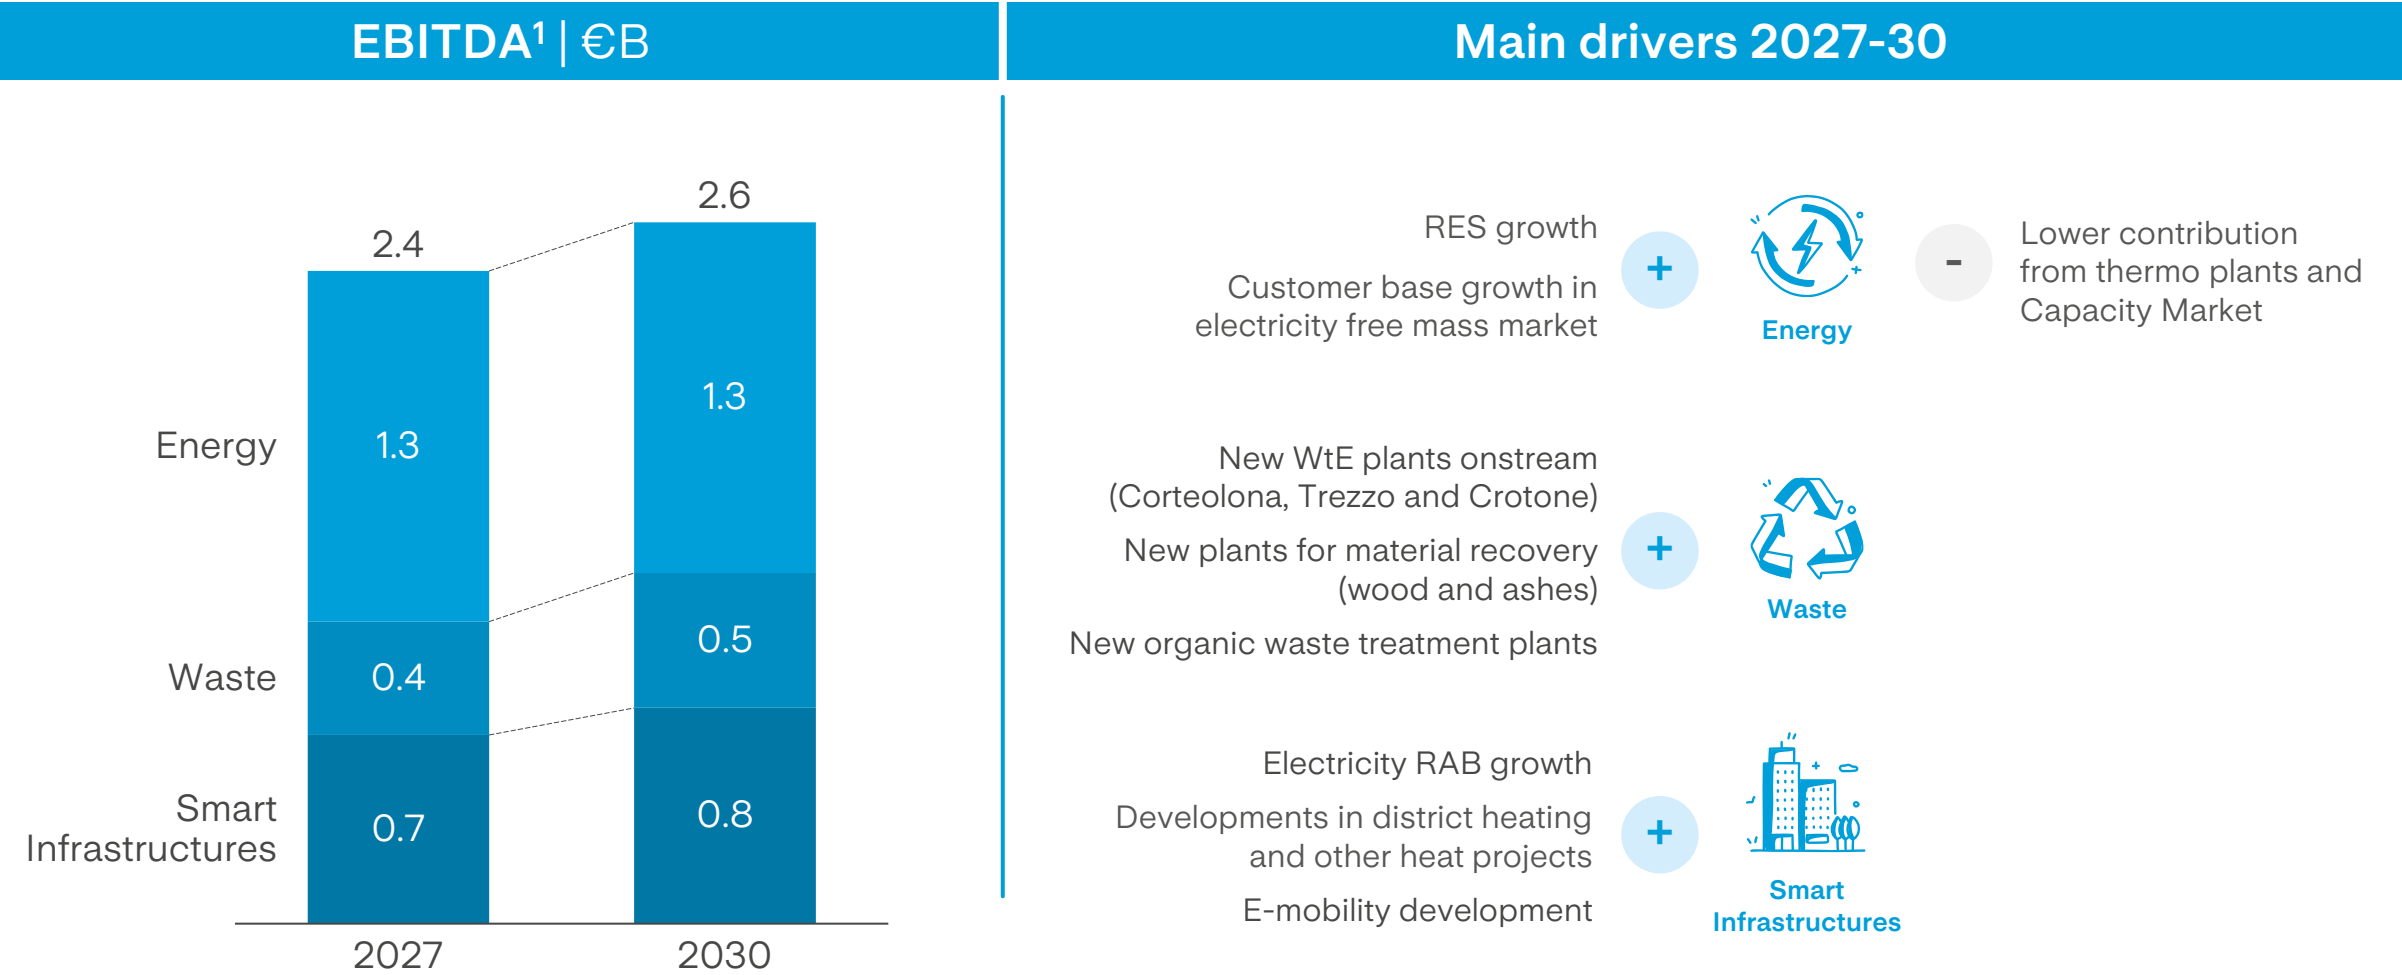 EBITDA¹ | €B
2.4
2.6
Energy
1.3
1.3
Waste
0.4
0.5
Smart
Infrastructures
0.7
0.8
2027
2030
Main drivers 2027-30
RES growth
Customer base growth in
electricity free mass market
+
Energy
-
Lower contribution
from thermo plants and
Capacity Market
New WtE plants onstream
(Corteolona, Trezzo and Crotone)
New plants for material recovery
(wood and ashes)
New organic waste treatment plants
+
Waste
Electricity RAB growth
Developments in district heating
and other heat projects
E-mobility development
+
Smart
Infrastructures